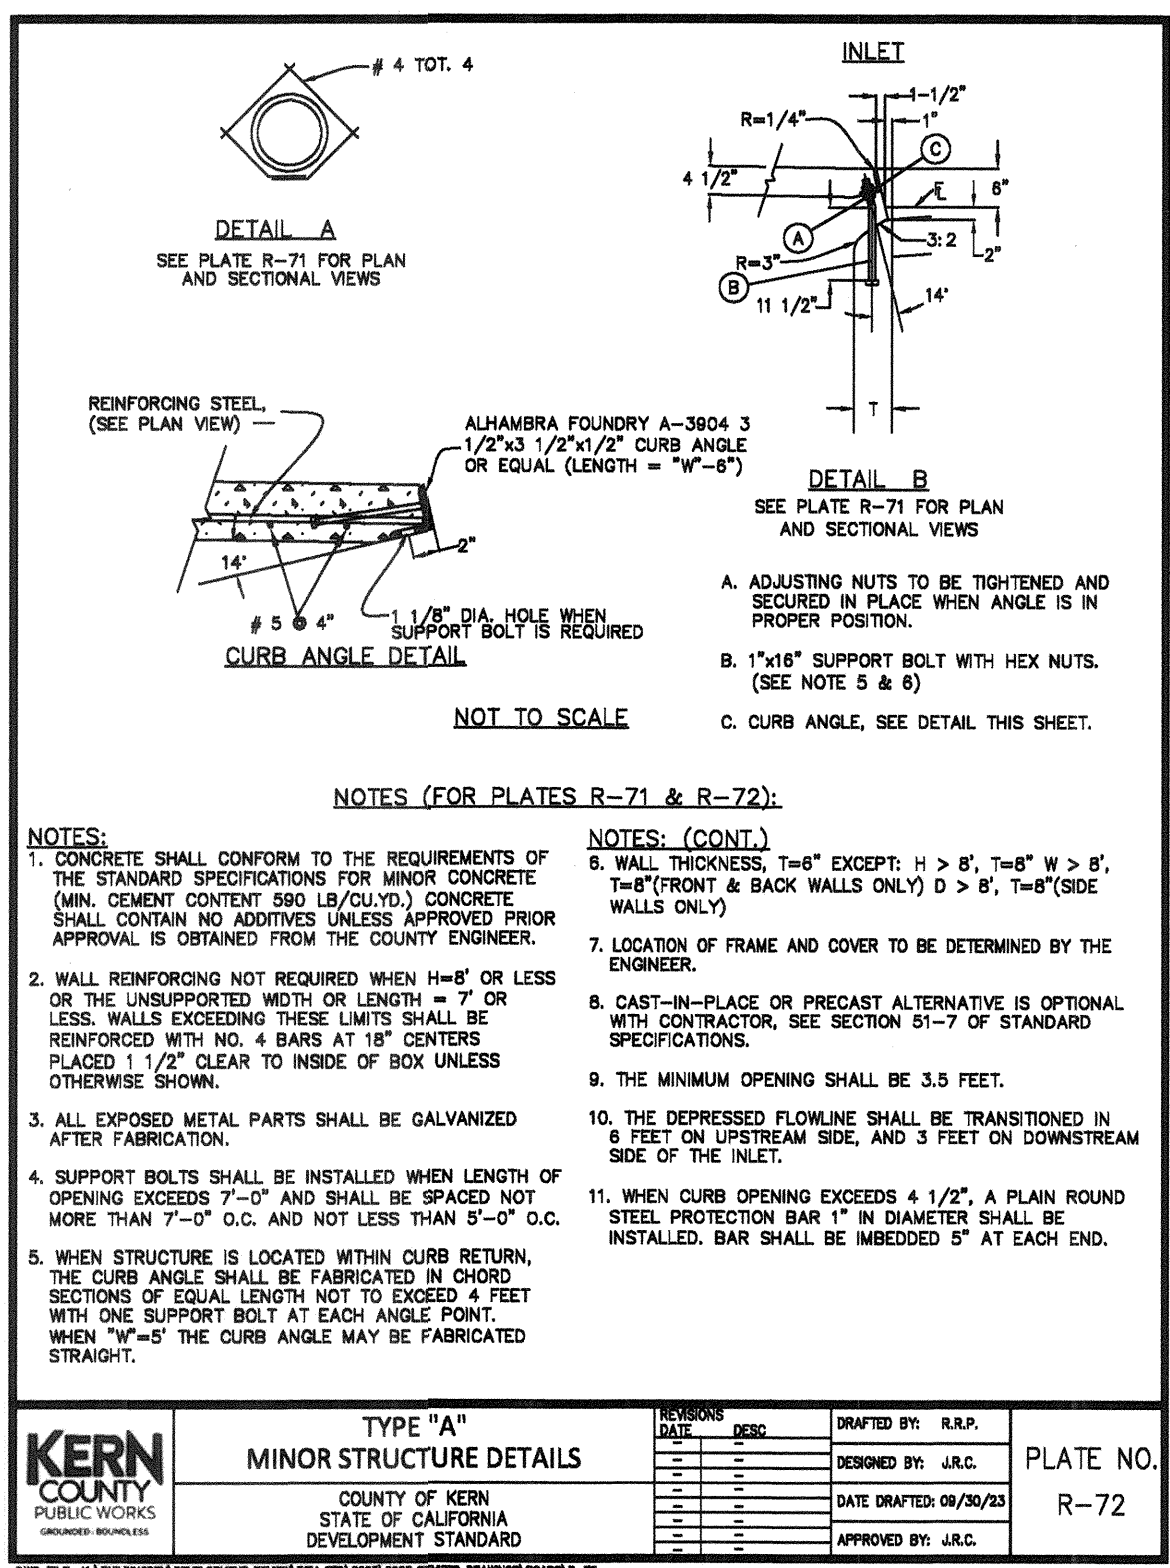 # 4 TOT. 4
DETAIL A
SEE PLATE R-71 FOR PLAN
AND SECTIONAL VIEWS
INLET
1-1/2"
R=1/4"
1"
C
4 1/2"
FL
6"
A
3:2
2"
R=3"
B
11 1/2"
14°
T
DETAIL B
SEE PLATE R-71 FOR PLAN
AND SECTIONAL VIEWS
REINFORCING STEEL,
(SEE PLAN VIEW)
ALHAMBRA FOUNDRY A-3904 3
1/2"x3 1/2"x1/2" CURB ANGLE
OR EQUAL (LENGTH = "W"-6")
2"
14°
# 5 @ 4"
1 1/8" DIA. HOLE WHEN
SUPPORT BOLT IS REQUIRED
CURB ANGLE DETAIL
NOT TO SCALE
A. ADJUSTING NUTS TO BE TIGHTENED AND
SECURED IN PLACE WHEN ANGLE IS IN
PROPER POSITION.
B. 1"x16" SUPPORT BOLT WITH HEX NUTS.
(SEE NOTE 5 & 6)
C. CURB ANGLE, SEE DETAIL THIS SHEET.
NOTES (FOR PLATES R-71 & R-72):
NOTES:
1. CONCRETE SHALL CONFORM TO THE REQUIREMENTS OF
THE STANDARD SPECIFICATIONS FOR MINOR CONCRETE
(MIN. CEMENT CONTENT 590 LB/CU.YD.) CONCRETE
SHALL CONTAIN NO ADDITIVES UNLESS APPROVED PRIOR
APPROVAL IS OBTAINED FROM THE COUNTY ENGINEER.
2. WALL REINFORCING NOT REQUIRED WHEN H=8' OR LESS
OR THE UNSUPPORTED WIDTH OR LENGTH = 7' OR
LESS. WALLS EXCEEDING THESE LIMITS SHALL BE
REINFORCED WITH NO. 4 BARS AT 18" CENTERS
PLACED 1 1/2" CLEAR TO INSIDE OF BOX UNLESS
OTHERWISE SHOWN.
3. ALL EXPOSED METAL PARTS SHALL BE GALVANIZED
AFTER FABRICATION.
4. SUPPORT BOLTS SHALL BE INSTALLED WHEN LENGTH OF
OPENING EXCEEDS 7'-0" AND SHALL BE SPACED NOT
MORE THAN 7'-0" O.C. AND NOT LESS THAN 5'-0" O.C.
5. WHEN STRUCTURE IS LOCATED WITHIN CURB RETURN,
THE CURB ANGLE SHALL BE FABRICATED IN CHORD
SECTIONS OF EQUAL LENGTH NOT TO EXCEED 4 FEET
WITH ONE SUPPORT BOLT AT EACH ANGLE POINT.
WHEN "W"=5' THE CURB ANGLE MAY BE FABRICATED
STRAIGHT.
NOTES: (CONT.)
6. WALL THICKNESS, T=6" EXCEPT: H > 8', T=8" W > 8',
T=8"(FRONT & BACK WALLS ONLY) D > 8', T=8"(SIDE
WALLS ONLY)
7. LOCATION OF FRAME AND COVER TO BE DETERMINED BY THE
ENGINEER.
8. CAST-IN-PLACE OR PRECAST ALTERNATIVE IS OPTIONAL
WITH CONTRACTOR, SEE SECTION 51-7 OF STANDARD
SPECIFICATIONS.
9. THE MINIMUM OPENING SHALL BE 3.5 FEET.
10. THE DEPRESSED FLOWLINE SHALL BE TRANSITIONED IN
6 FEET ON UPSTREAM SIDE, AND 3 FEET ON DOWNSTREAM
SIDE OF THE INLET.
11. WHEN CURB OPENING EXCEEDS 4 1/2", A PLAIN ROUND
STEEL PROTECTION BAR 1" IN DIAMETER SHALL BE
INSTALLED. BAR SHALL BE IMBEDDED 5" AT EACH END.
KERN
COUNTY
PUBLIC WORKS
GROUNDED. BOUNDLESS
TYPE "A"
MINOR STRUCTURE DETAILS
COUNTY OF KERN
STATE OF CALIFORNIA
DEVELOPMENT STANDARD
REVISIONS
DATE DESC
DRAFTED BY: R.R.P.
DESIGNED BY: J.R.C.
DATE DRAFTED: 09/30/23
APPROVED BY: J.R.C.
PLATE NO.
R-72